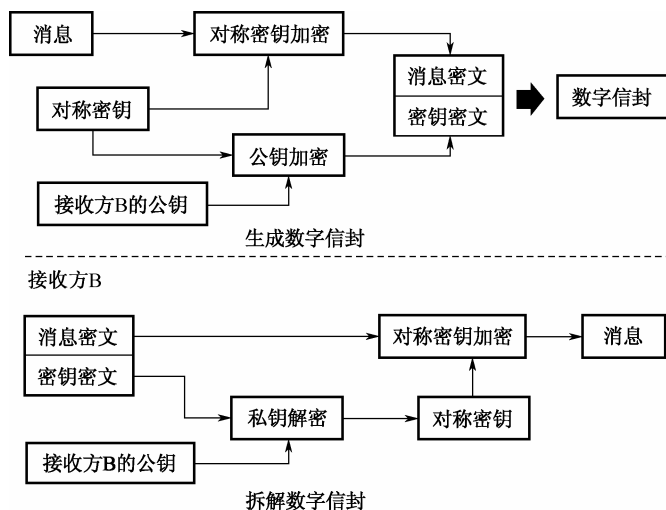 消息
对称密钥加密
消息密文
密钥密文
数字信封
对称密钥
公钥加密
接收方B的公钥
生成数字信封
接收方B
消息密文
密钥密文
对称密钥加密
消息
私钥解密
对称密钥
接收方B的公钥
拆解数字信封